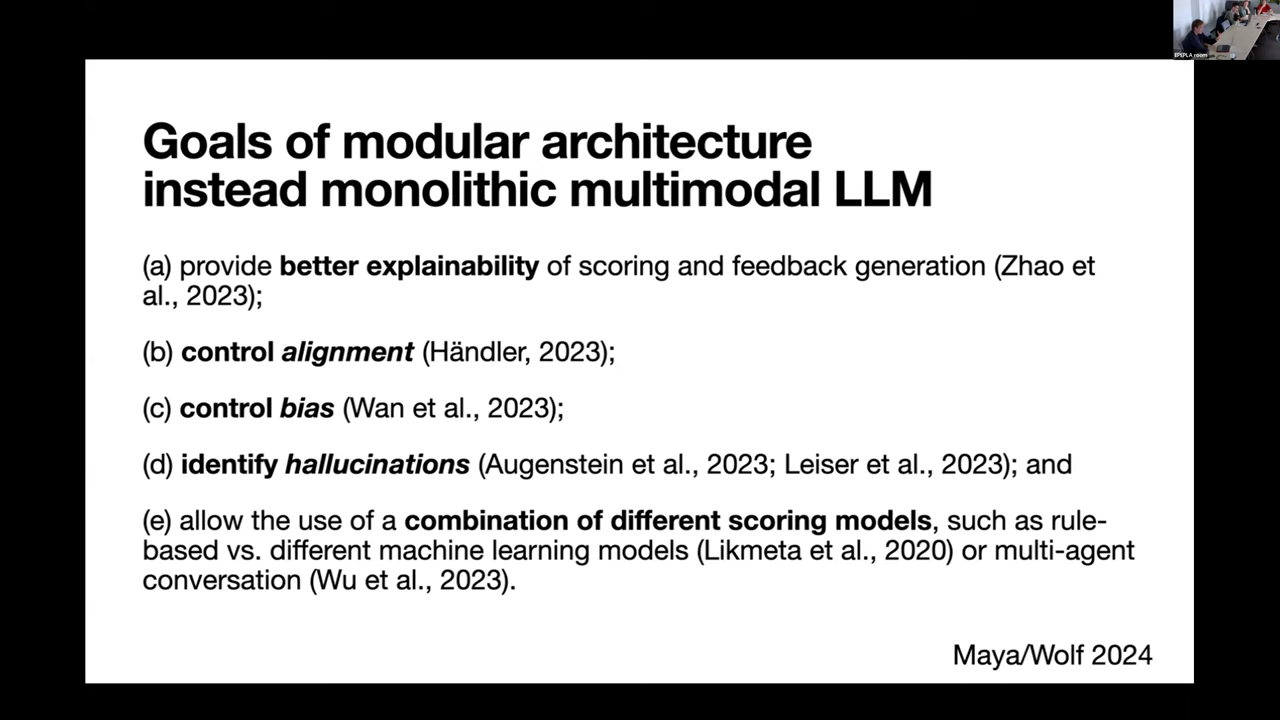 Goals of modular architecture
instead monolithic multimodal LLM
(a) provide better explainability of scoring and feedback generation (Zhao et
al., 2023);
(b) control alignment (Händler, 2023);
(c) control bias (Wan et al., 2023);
(d) identify hallucinations (Augenstein et al., 2023; Leiser et al., 2023); and
(e) allow the use of a combination of different scoring models, such as rule-
based vs. different machine learning models (Likmeta et al., 2020) or multi-agent
conversation (Wu et al., 2023).
Maya/Wolf 2024
room